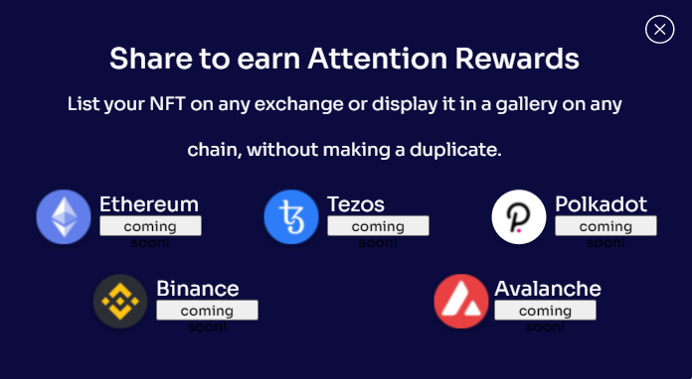 Share to earn Attention Rewards
List your NFT on any exchange or display it in a gallery on any
chain, without making a duplicate.
Ethereum
coming
soon!
Tezos
coming
soon!
Polkadot
coming
soon!
Binance
coming
soon!
Avalanche
coming
soon!